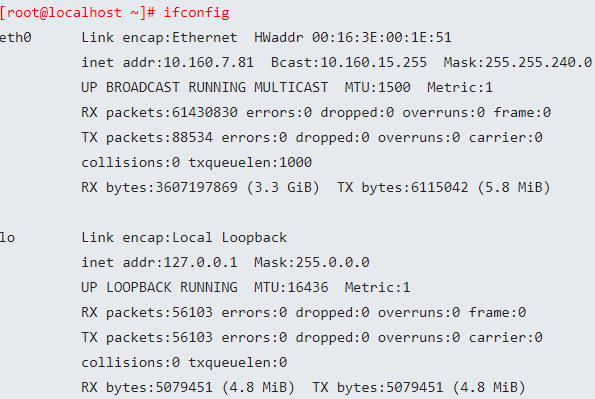 [root@localhost ~]# ifconfig
eth0 Link encap:Ethernet HWaddr 00:16:3E:00:1E:51
inet addr:10.160.7.81 Bcast:10.160.15.255 Mask:255.255.240.0
UP BROADCAST RUNNING MULTICAST MTU:1500 Metric:1
RX packets:61430830 errors:0 dropped:0 overruns:0 frame:0
TX packets:88534 errors:0 dropped:0 overruns:0 carrier:0
collisions:0 txqueuelen:1000
RX bytes:3607197869 (3.3 GiB) TX bytes:6115042 (5.8 MiB)
lo Link encap:Local Loopback
inet addr:127.0.0.1 Mask:255.0.0.0
UP LOOPBACK RUNNING MTU:16436 Metric:1
RX packets:56103 errors:0 dropped:0 overruns:0 frame:0
TX packets:56103 errors:0 dropped:0 overruns:0 carrier:0
collisions:0 txqueuelen:0
RX bytes:5079451 (4.8 MiB) TX bytes:5079451 (4.8 MiB)